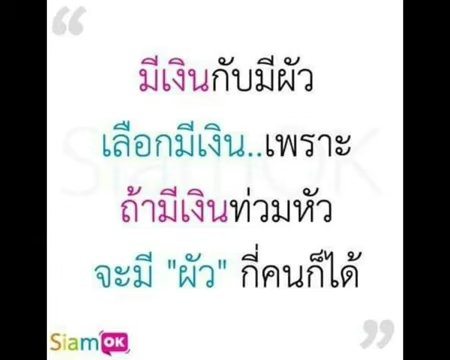 มีเงินกับมีผัว
เลือกมีเงิน..เพราะ
ถ้ามีเงินท่วมหัว
จะมี "ผัว" กี่คนก็ได้
SiamOK
SiamOK